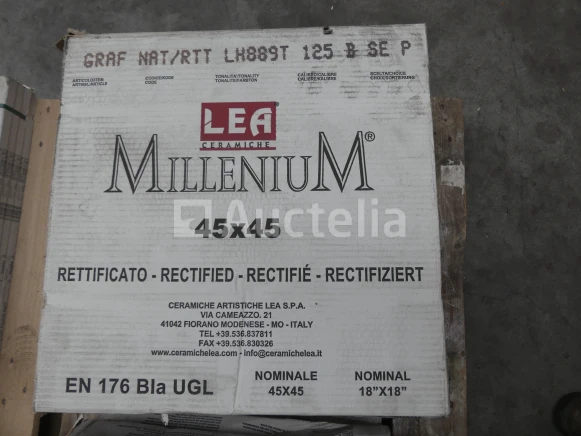 GRAF NAT/RTT LH889T 125 B SE P
LEA
CERAMICHE
MILLENIUM®
Auctelia
45x45
RETTIFICATO - RECTIFIED - RECTIFIÉ - RECTIFIZIERT
CERAMICHE ARTISTICHE LEA S.P.A.
VIA CAMEAZZO. 21
41042 FIORANO MODENESE - MO - ITALY
TEL +39.536.837811
FAX +39.536.830326
www.ceramichelea.com - info@ceramichelea.it
EN 176 BIa UGL
NOMINALE NOMINAL
45X45 18"X18"